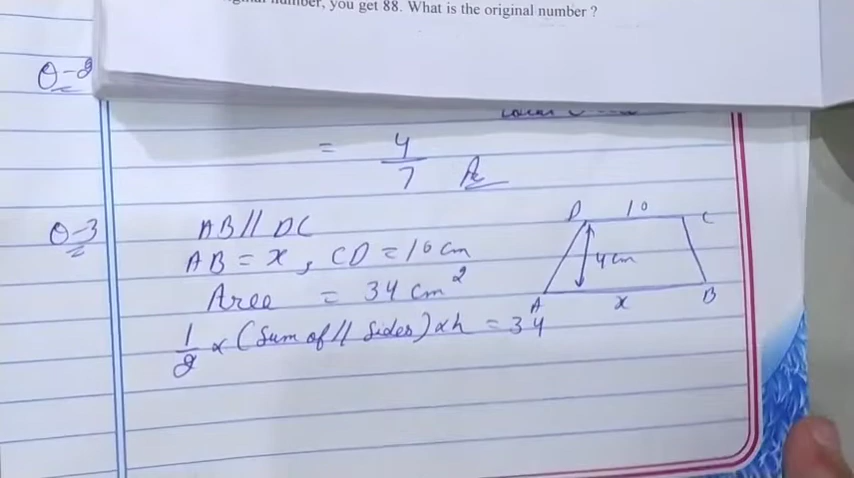 number, you get 88. What is the original number ?
Q-2
=
4
7
Q-3
AB // DC
AB = x, CD = 10 cm
Area = 34 cm²
1/2 × (Sum of // Sides) × h = 34
D 10 C
4cm
A x B